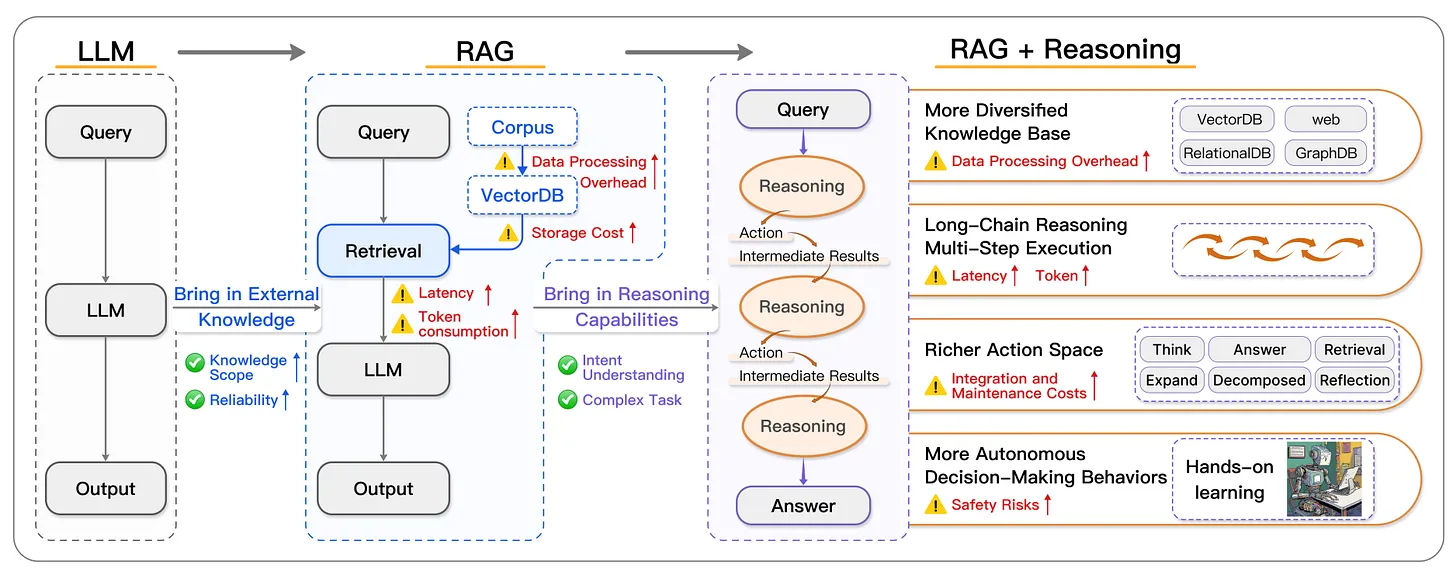 LLM
RAG
RAG + Reasoning
Query
LLM
Output
Bring in External
Knowledge
Knowledge
Scope
Reliability
Query
Corpus
Data Processing
Overhead
VectorDB
Storage Cost
Retrieval
Latency
Token
consumption
LLM
Output
Bring in Reasoning
Capabilities
Intent
Understanding
Complex Task
Query
Reasoning
Action
Intermediate Results
Reasoning
Action
Intermediate Results
Reasoning
Answer
More Diversified
Knowledge Base
Data Processing Overhead
VectorDB
web
RelationalDB
GraphDB
Long-Chain Reasoning
Multi-Step Execution
Latency
Token
Richer Action Space
Integration and
Maintenance Costs
Think
Answer
Retrieval
Expand
Decomposed
Reflection
More Autonomous
Decision-Making Behaviors
Safety Risks
Hands-on
learning